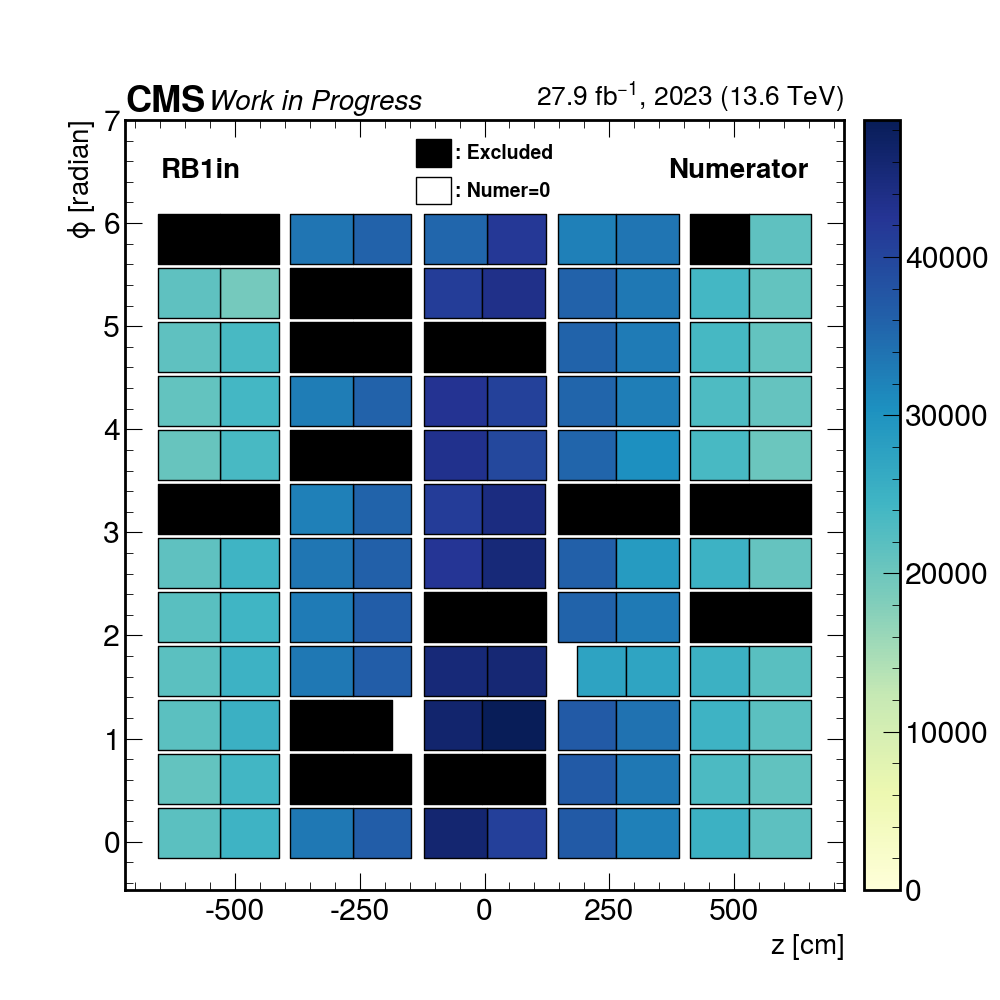 CMS Work in Progress 27.9 fb⁻¹, 2023 (13.6 TeV)
RB1in
: Excluded
: Numer=0
Numerator
ϕ [radian]
7
6
5
4
3
2
1
0
-500 -250 0 250 500
z [cm]
40000
30000
20000
10000
0